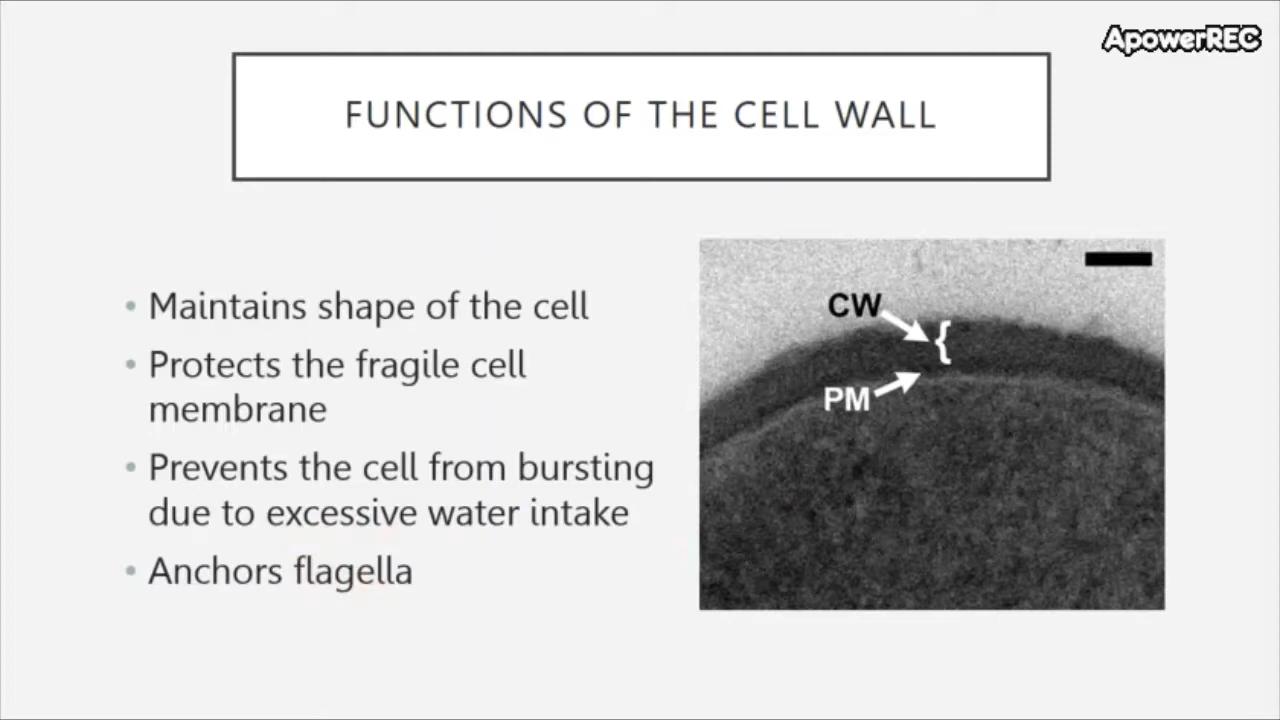 ApowerREC
FUNCTIONS OF THE CELL WALL
• Maintains shape of the cell
• Protects the fragile cell
membrane
• Prevents the cell from bursting
due to excessive water intake
• Anchors flagella
CW
{
PM